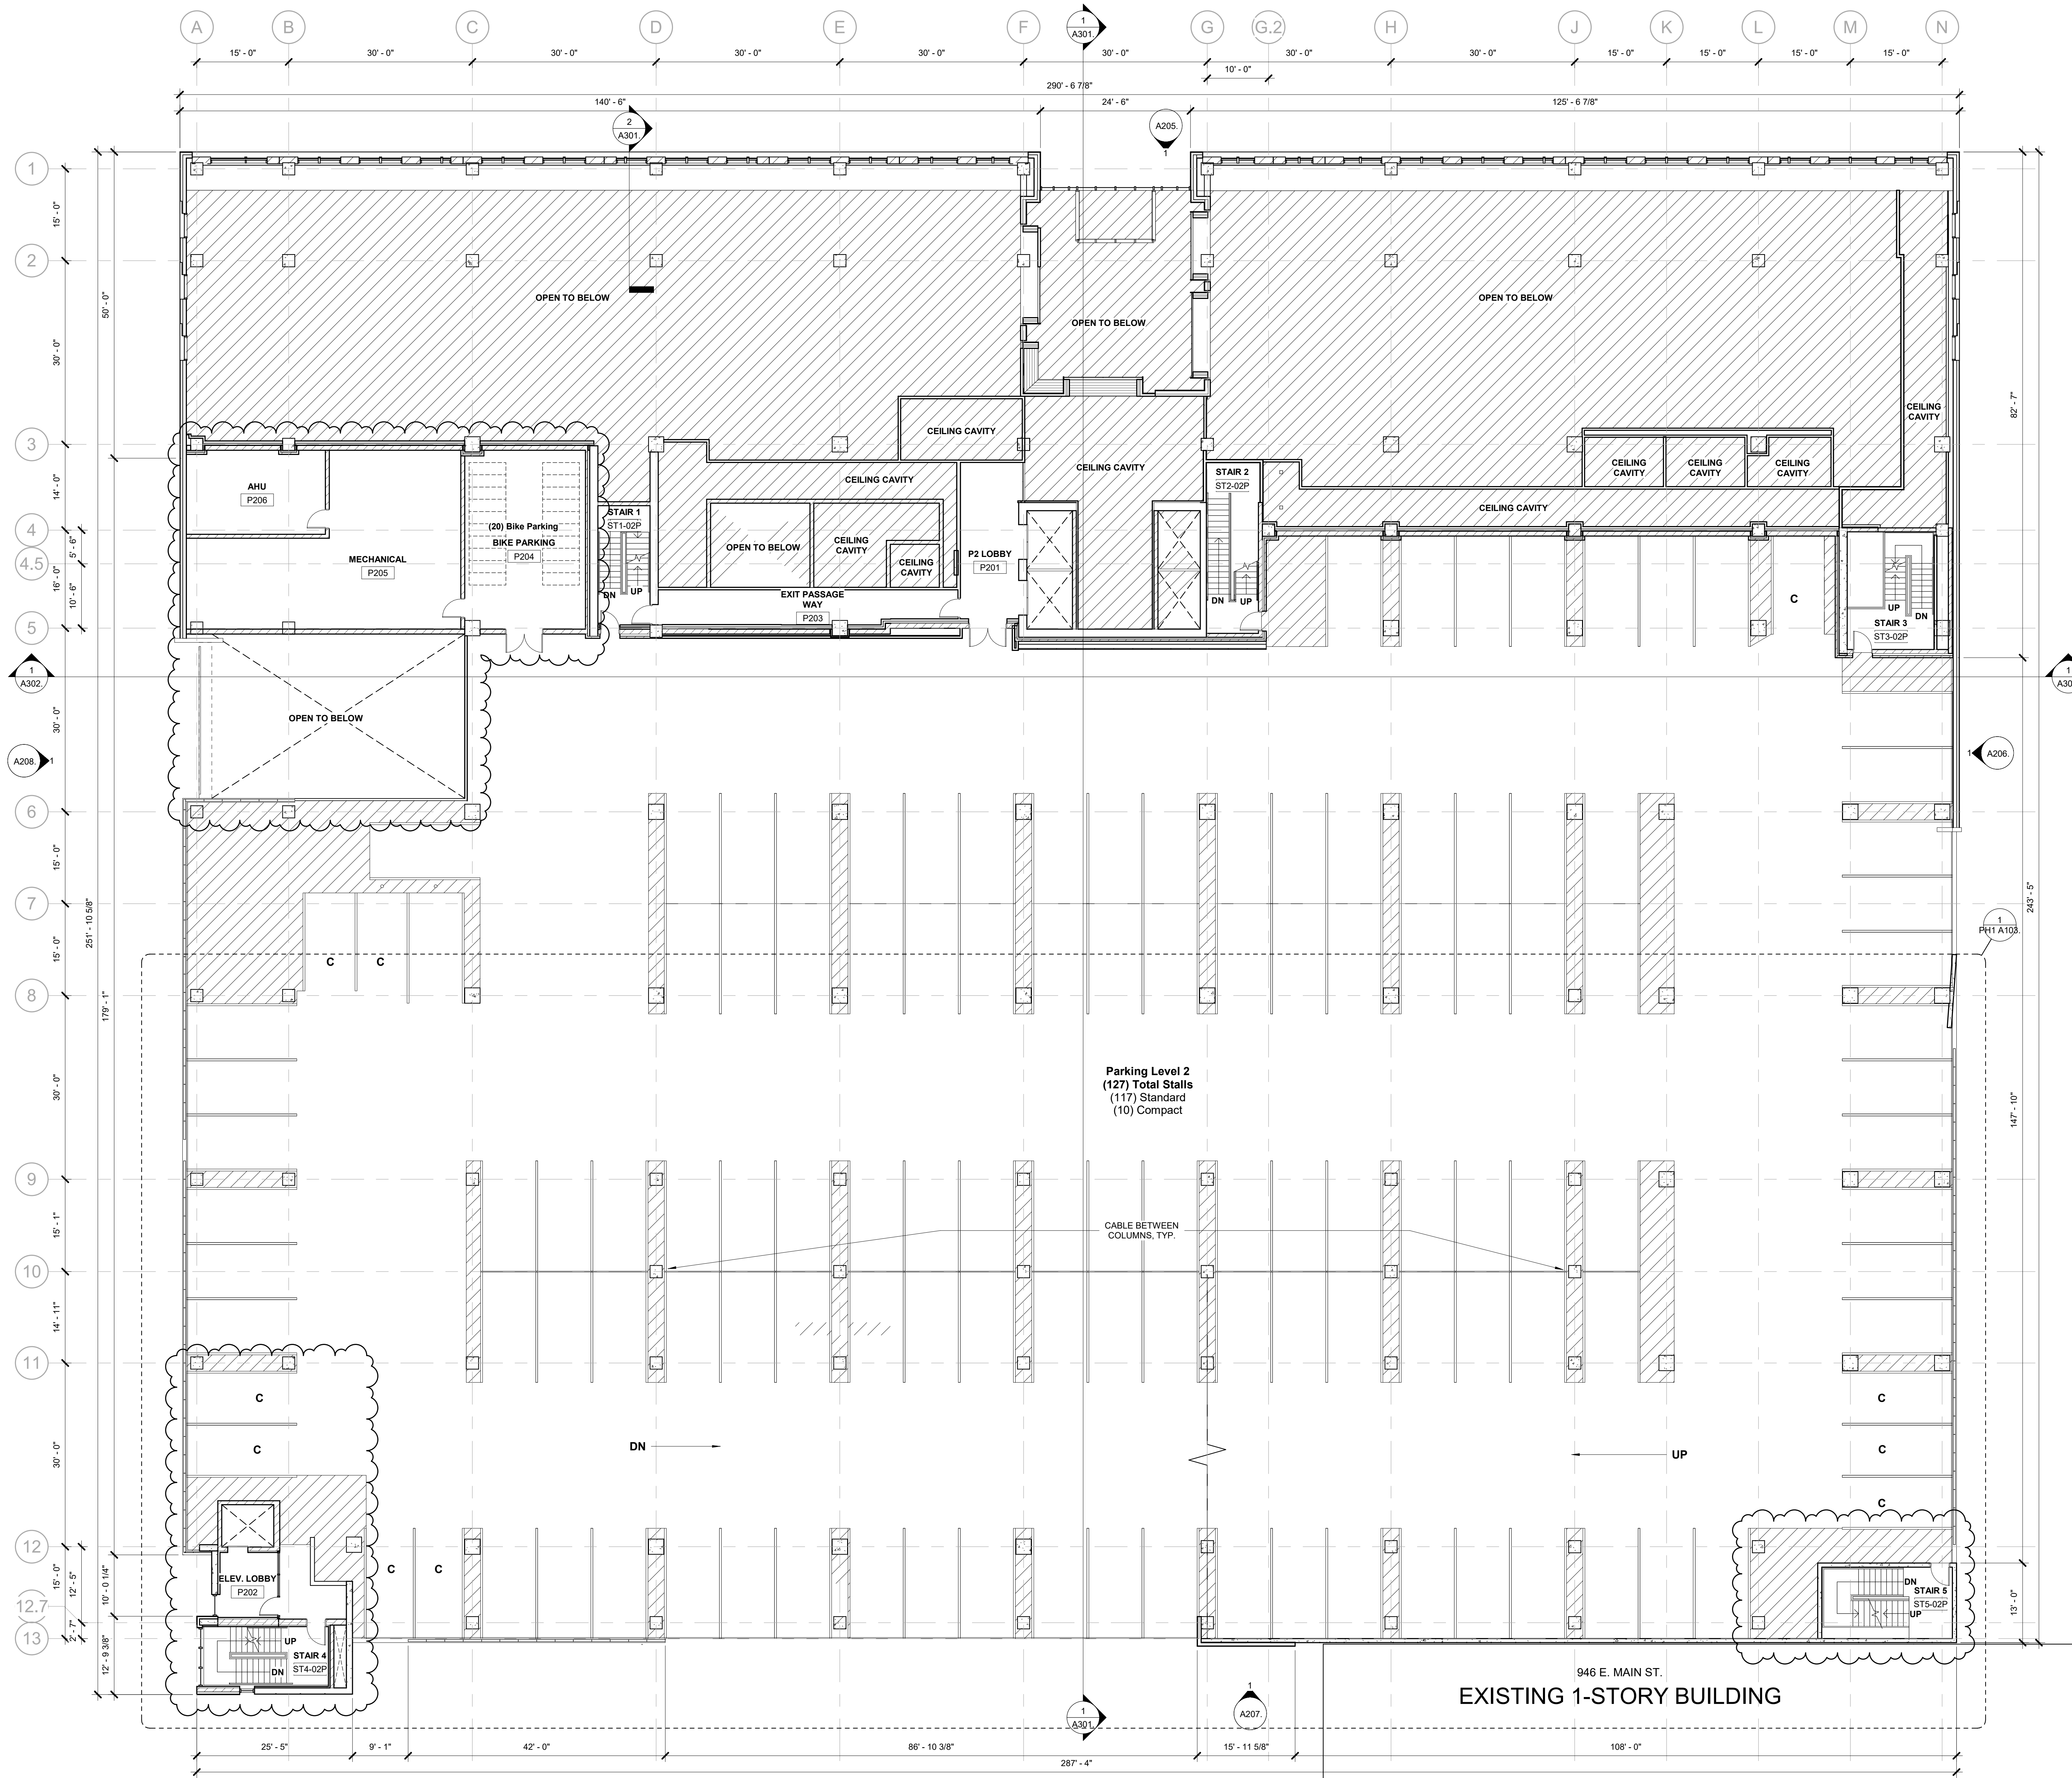 A B C D E F G G.2 H J K L M N
1
A301.
15' - 0" 30' - 0" 30' - 0" 30' - 0" 30' - 0" 30' - 0" 30' - 0" 30' - 0" 15' - 0" 15' - 0" 15' - 0" 15' - 0"
10' - 0"
290' - 6 7/8"
140' - 6" 24' - 6" 125' - 6 7/8"
2
A301.
A205.
1
1
15' - 0"
2
50' - 0"
OPEN TO BELOW
OPEN TO BELOW
OPEN TO BELOW
30' - 0"
82' - 7"
CEILING
CAVITY
3
CEILING CAVITY
CEILING CAVITY
CEILING
CAVITY
CEILING
CAVITY
CEILING
CAVITY
STAIR 2
ST2-02P
CEILING CAVITY
14' - 0"
AHU
P206
CEILING CAVITY
STAIR 1
ST1-02P
(20) Bike Parking
BIKE PARKING
P204
4
5' - 6"
4.5
16' - 0"
10' - 6"
MECHANICAL
P205
OPEN TO BELOW
CEILING
CAVITY
CEILING
CAVITY
P2 LOBBY
P201
DN UP
EXIT PASSAGE
WAY
P203
DN UP
C
UP DN
STAIR 3
ST3-02P
5
1
A302.
1
30' - 0"
OPEN TO BELOW
A208. 1
1 A206.
6
15' - 0"
7
251' - 10 5/8"
243' - 5"
1
PH1 A103.
15' - 0"
C C
8
179' - 1"
Parking Level 2
(127) Total Stalls
(117) Standard
(10) Compact
30' - 0"
147' - 10"
9
15' - 1"
CABLE BETWEEN
COLUMNS, TYP.
10
14' - 11"
11
C
C
C
C
C
30' - 0"
DN
UP
12
15' - 0"
12' - 5"
10' - 0 1/4"
C C
ELEV. LOBBY
P202
DN
STAIR 5
ST5-02P
UP
13' - 0"
12.7
2' - 7"
13
12' - 9 3/8"
UP
STAIR 4
ST4-02P
DN
946 E. MAIN ST.
EXISTING 1-STORY BUILDING
1
A301.
1
A207.
25' - 5" 9' - 1" 42' - 0" 86' - 10 3/8" 15' - 11 5/8" 108' - 0"
287' - 4"